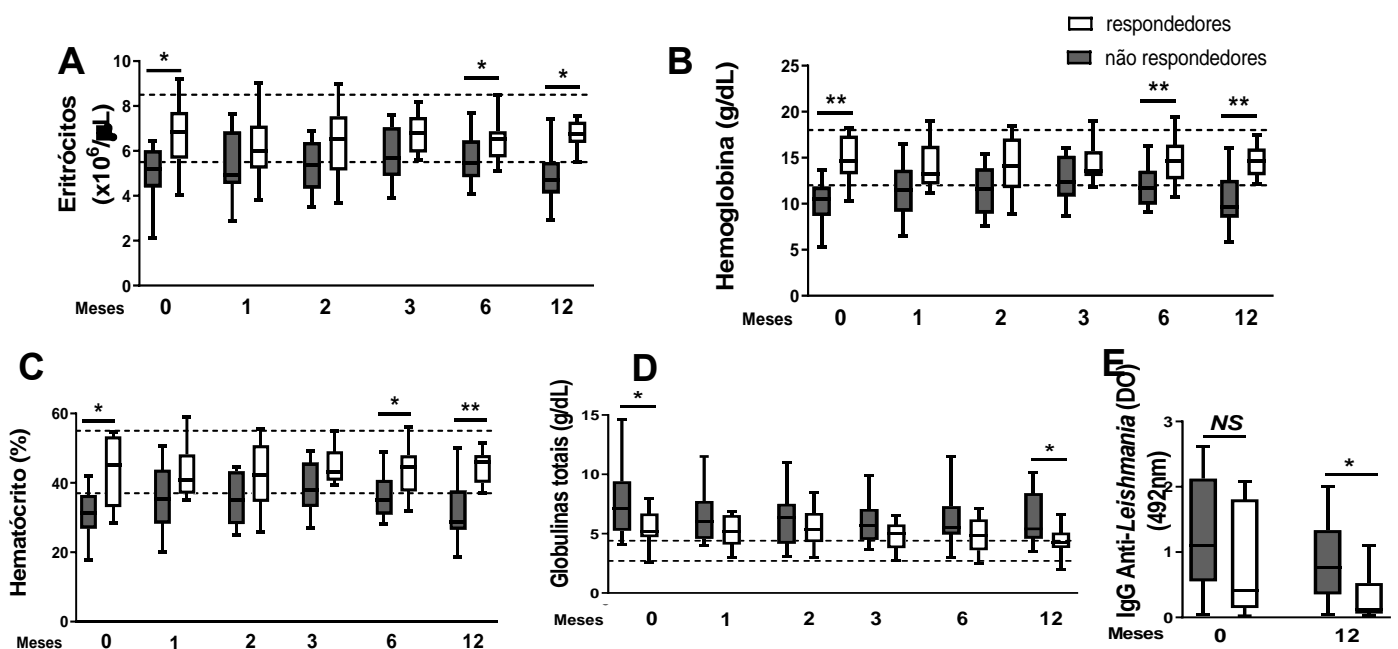 respondedores
não respondedores
A
Eritrócitos
(x10⁶/µL)
10
8
6
4
2
0
*
*
*
Meses 0 1 2 3 6 12
B
Hemoglobina (g/dL)
25
20
15
10
5
0
**
**
**
Meses 0 1 2 3 6 12
C
Hematócrito (%)
60
40
20
0
*
*
**
Meses 0 1 2 3 6 12
D
Globulinas totais (g/dL)
15
10
5
0
*
*
Meses 0 1 2 3 6 12
E
IgG Anti-Leishmania (DO)
(492nm)
3
2
1
0
NS
*
Meses 0 12